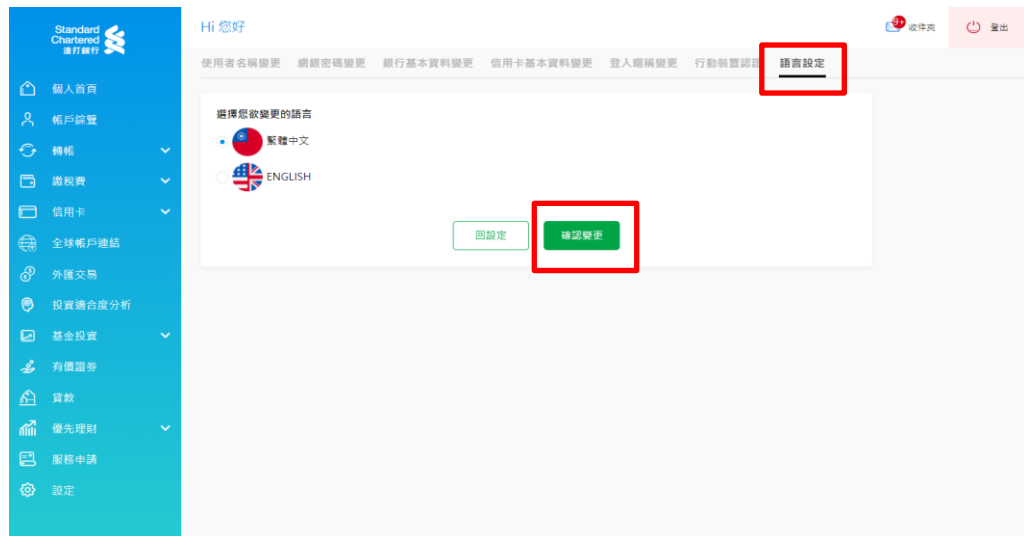 Standard
Chartered
渣打銀行
Hi 您好
9+
收件夾
登出
使用者名稱變更 網銀密碼變更 銀行基本資料變更 信用卡基本資料變更 登入暱稱變更 行動裝置認證 語言設定
個人首頁
帳戶綜覽
轉帳
繳稅費
信用卡
全球帳戶連結
外匯交易
投資適合度分析
基金投資
有價證券
貸款
優先理財
服務申請
設定
選擇您欲變更的語言
繁體中文
ENGLISH
回設定
確認變更